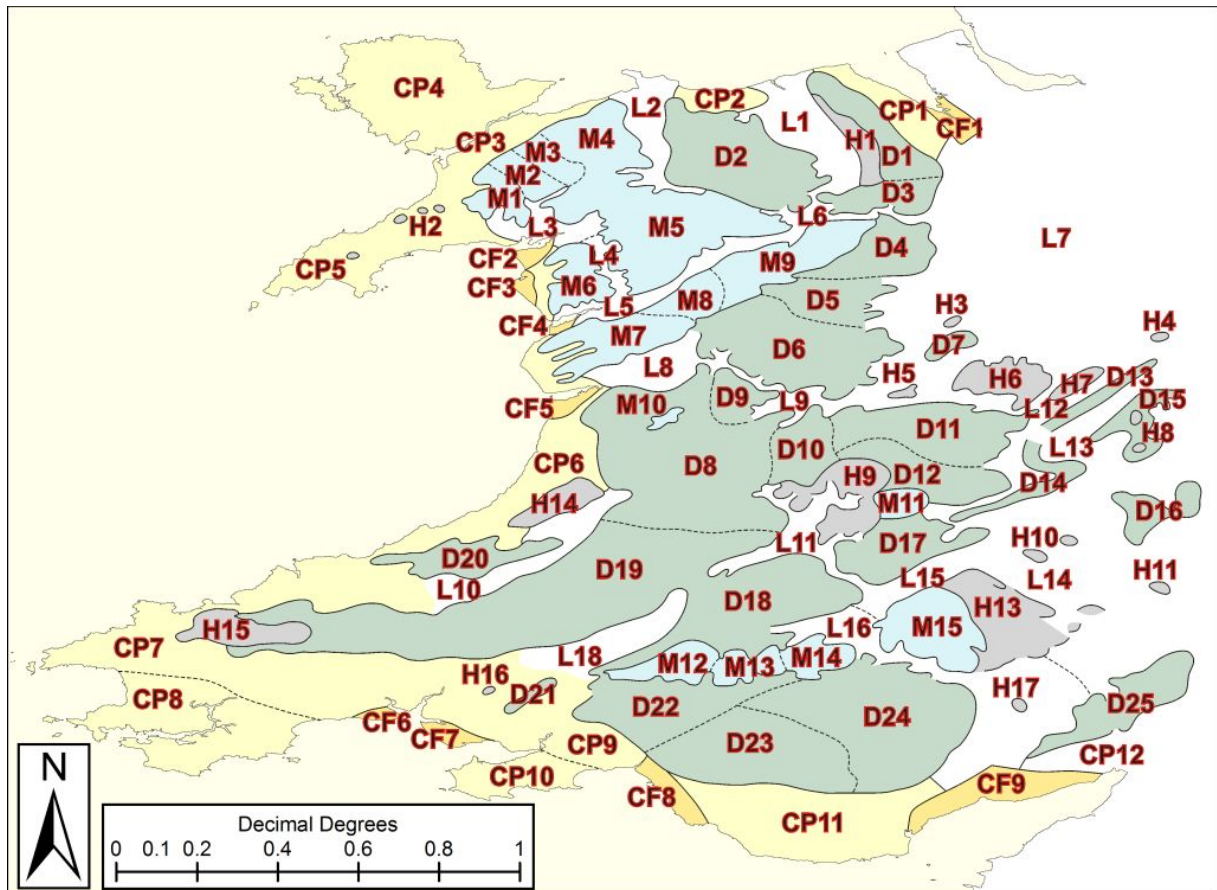 CP4
L2
CP2
L1
CP1
CF1
CP3
M4
H1
M3
D2
D1
M2
M1
D3
H2
L3
L6
CP5
CF2
L4
M5
D4
L7
CF3
M6
M9
L5
M8
D5
H3
CF4
M7
H4
D6
D7
L8
H5
H6
H7
D13
CF5
M10
D9
L9
L12
D15
D11
H8
L13
CP6
D8
D10
H9
D12
D14
H14
M11
D16
L11
D17
H10
D20
L10
D19
L15
L14
H11
D18
H13
H15
L16
M15
CP7
L18
M12
M13
M14
H16
D21
H17
CP8
D22
D24
D25
CF6
CF7
CP9
D23
CP12
CP10
CF8
CF9
CP11
N
Decimal Degrees
0 0.1 0.2 0.4 0.6 0.8 1